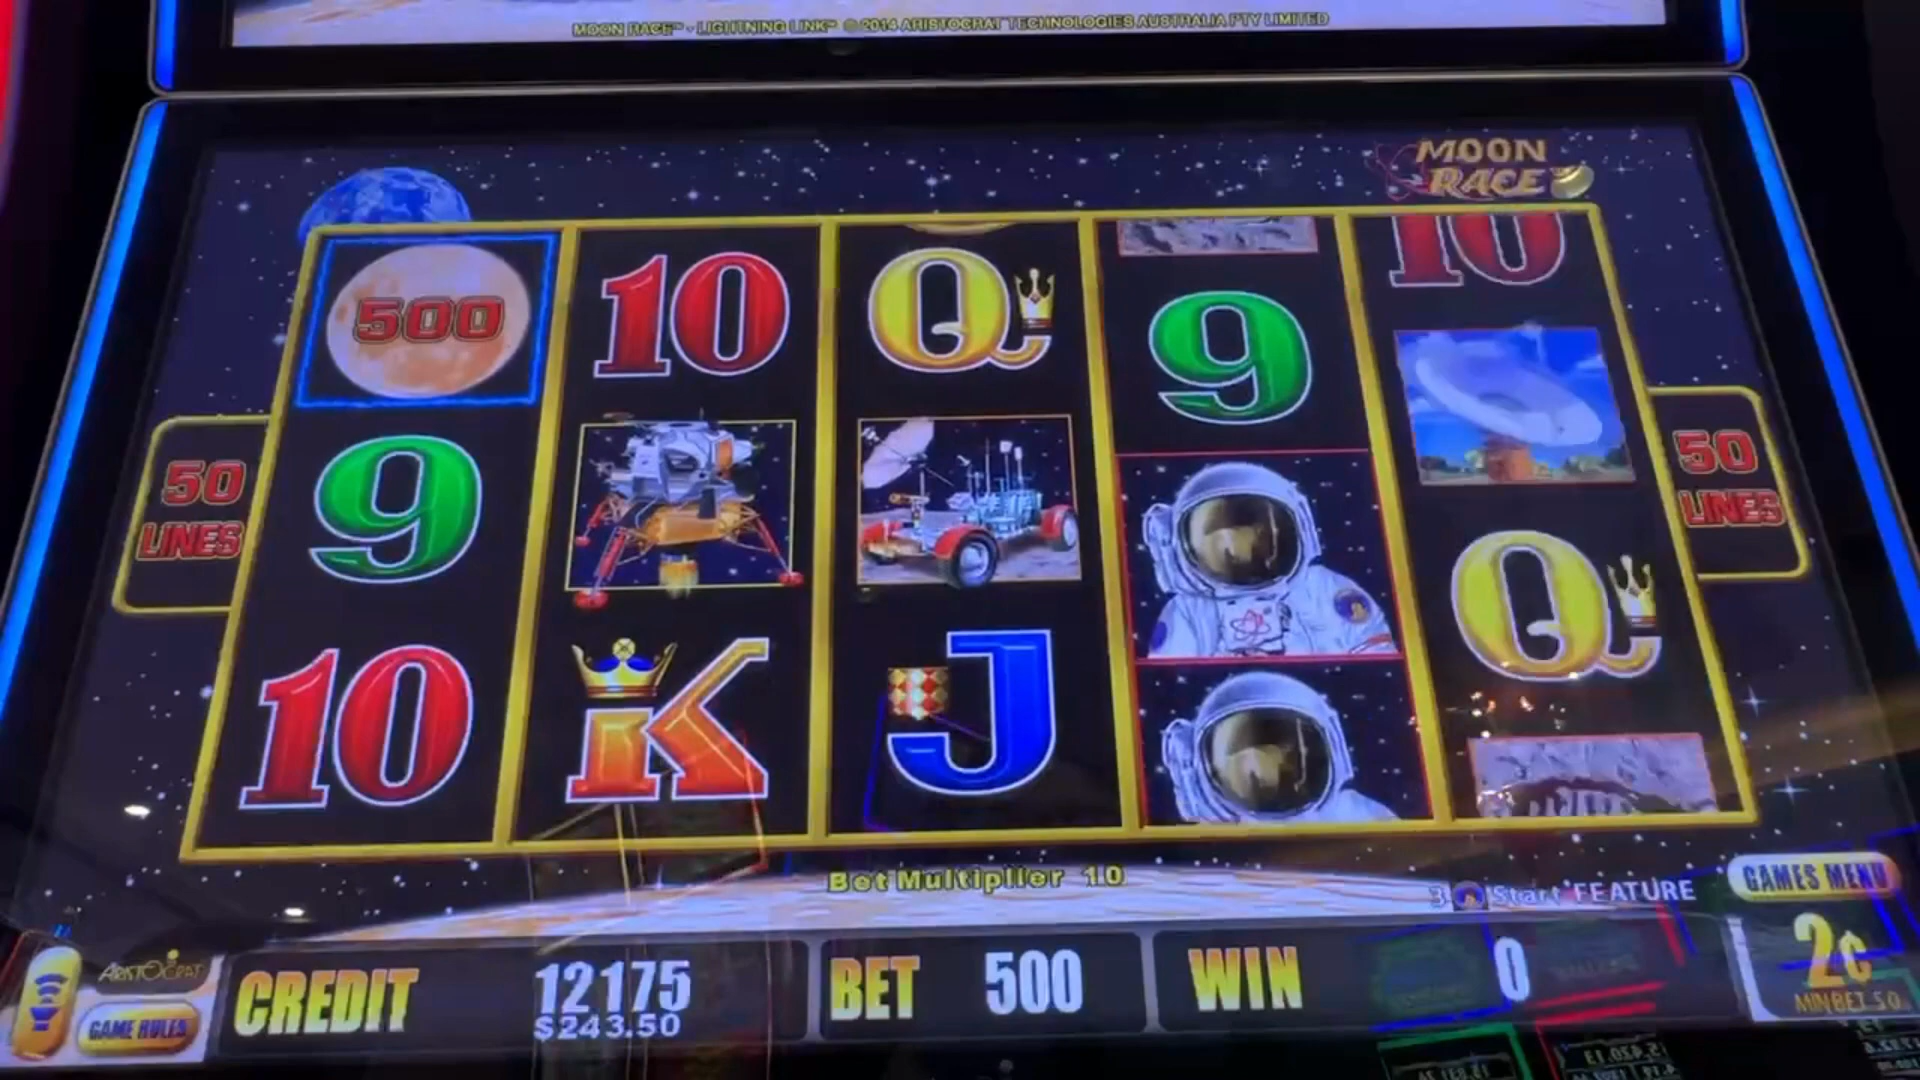 MOON RACE™ - LIGHTNING LINK™ © 2014 ARISTOCRAT TECHNOLOGIES AUSTRALIA PTY LIMITED
MOON
RACE
500 10 Q 9 10
50
LINES
50
LINES
9 Q
10 K J
Bet Multiplier 10
3 Start FEATURE
GAMES MENU
ARISTOCRAT
GAME RULES
CREDIT 12175
$243.50
BET 500
WIN 0
2¢
MIN BET 50